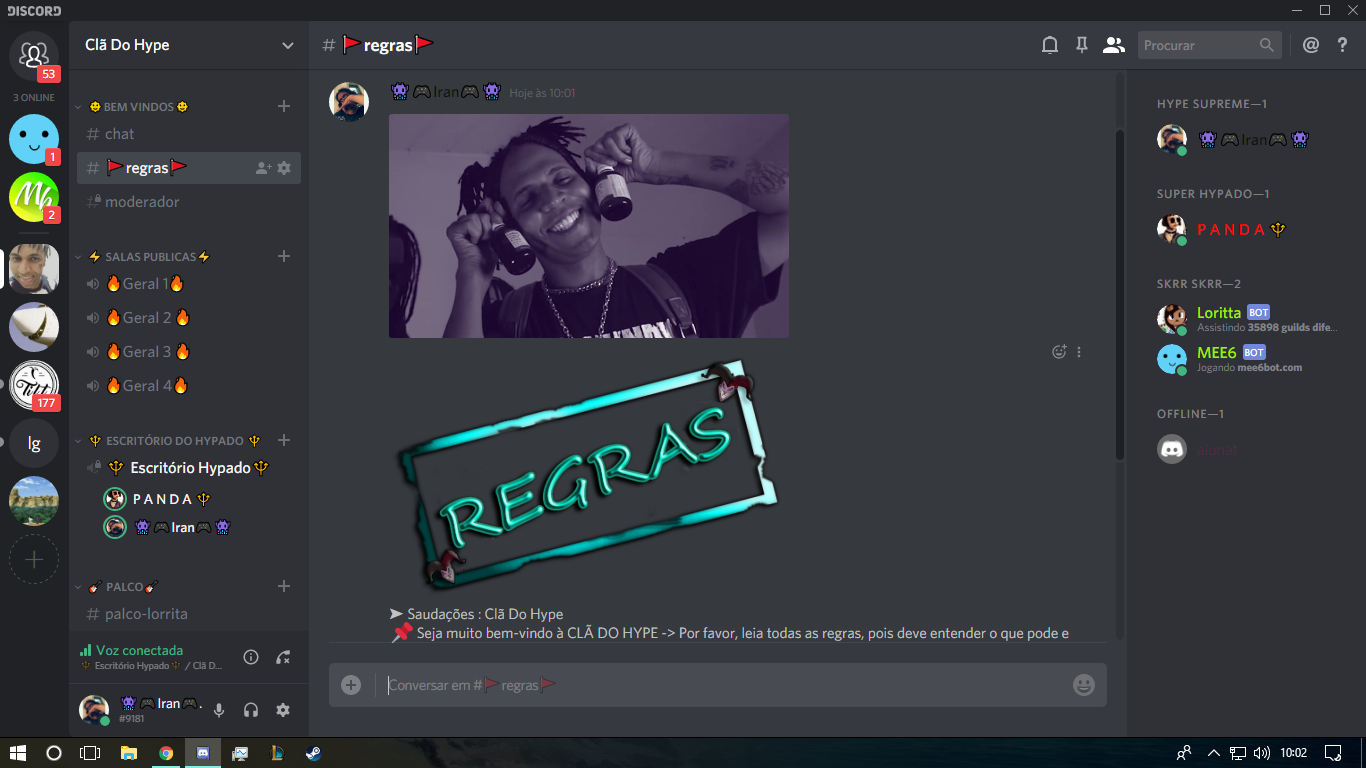 DISCORD
53
3 ONLINE
1
2
177
lg
Clã Do Hype
BEM VINDOS
chat
regras
moderador
SALAS PUBLICAS
Geral 1
Geral 2
Geral 3
Geral 4
ESCRITÓRIO DO HYPADO
Escritório Hypado
P A N D A
Iran
PALCO
palco-lorrita
Voz conectada
Escritório Hypado / Clã D...
Iran .
#9181
# regras
Procurar
Iran Hoje às 10:01
REGRAS
➤ Saudações : Clã Do Hype
Seja muito bem-vindo à CLÃ DO HYPE -> Por favor, leia todas as regras, pois deve entender o que pode e
Conversar em # regras
HYPE SUPREME—1
Iran
SUPER HYPADO—1
P A N D A
SKRR SKRR—2
Loritta BOT
Assistindo 35898 guilds dife...
MEE6 BOT
Jogando mee6bot.com
OFFLINE—1
10:02